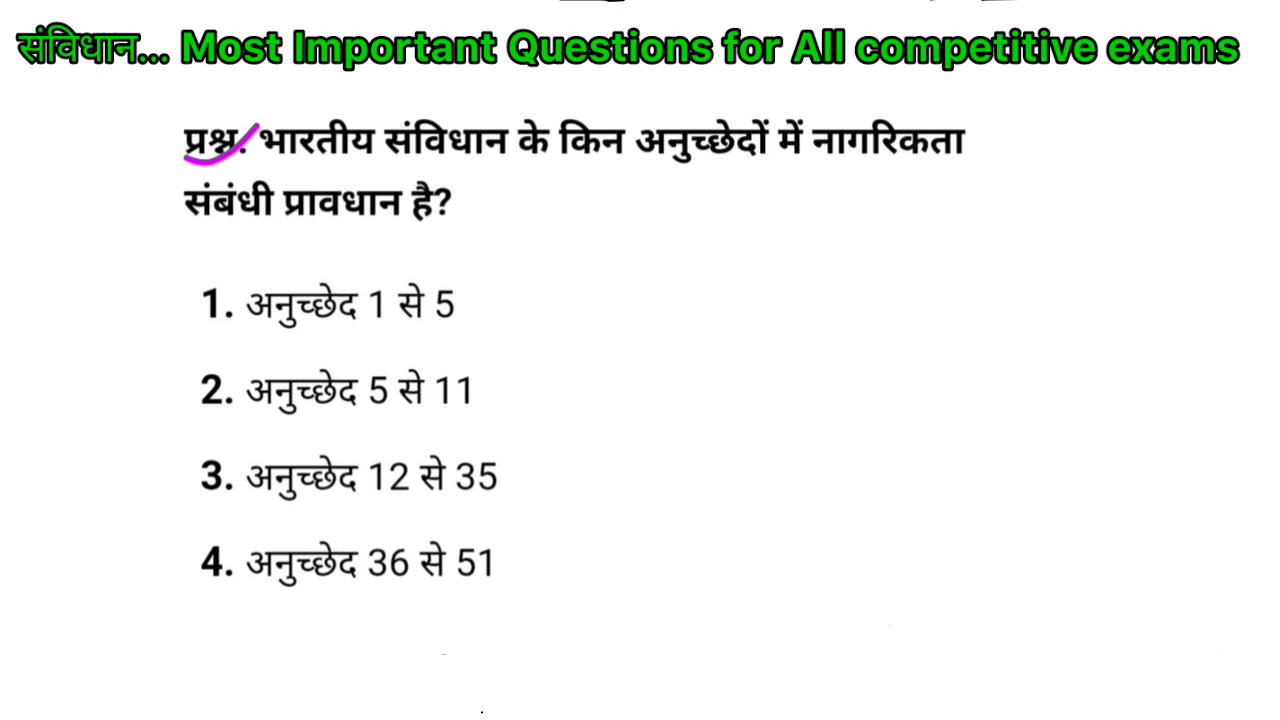 संविधान... Most Important Questions for All competitive exams
प्रश्न. भारतीय संविधान के किन अनुच्छेदों में नागरिकता
संबंधी प्रावधान है?
1. अनुच्छेद 1 से 5
2. अनुच्छेद 5 से 11
3. अनुच्छेद 12 से 35
4. अनुच्छेद 36 से 51